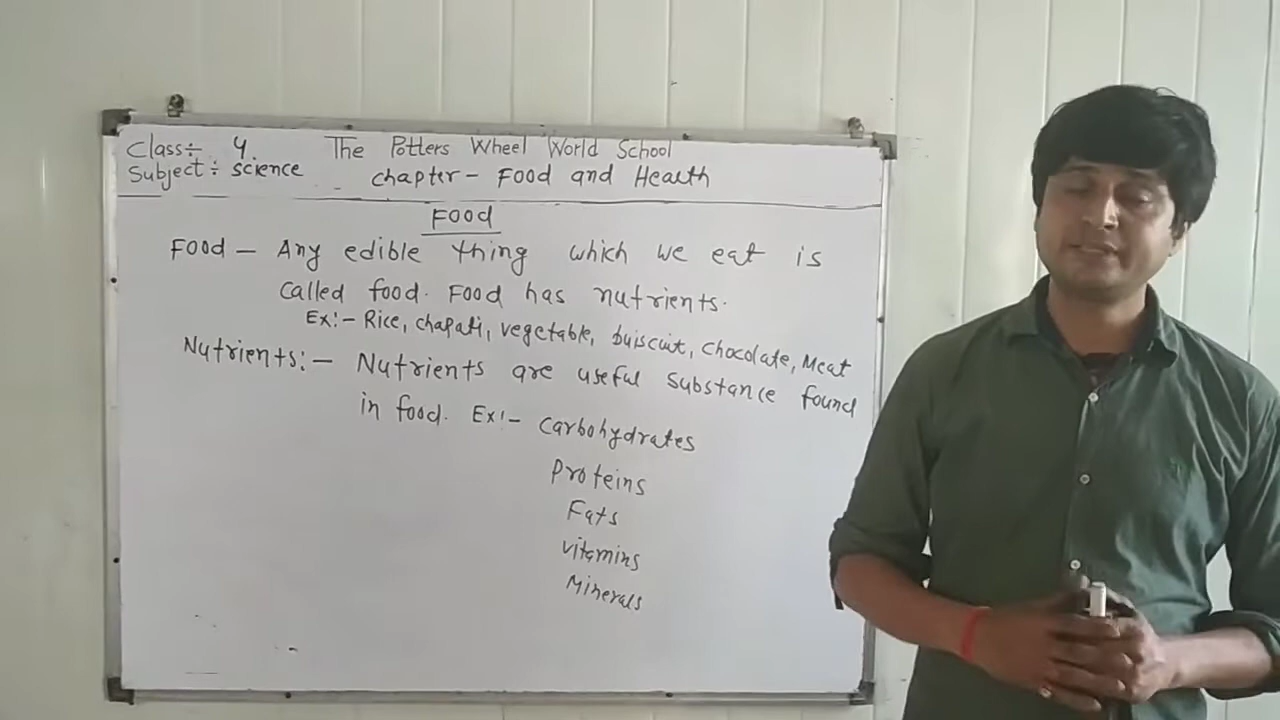 Class÷ 4 The Potters Wheel World School
Subject÷ science chapter- Food and Health
FOOD
Food - Any edible thing which we eat is
called food. Food has nutrients.
Ex:- Rice, chapati, vegetable, buiscuit, chocolate, Meat
Nutrients:- Nutrients are useful substance found
in food. Ex:- carbohydrates
Proteins
Fats
vitamins
Minerals